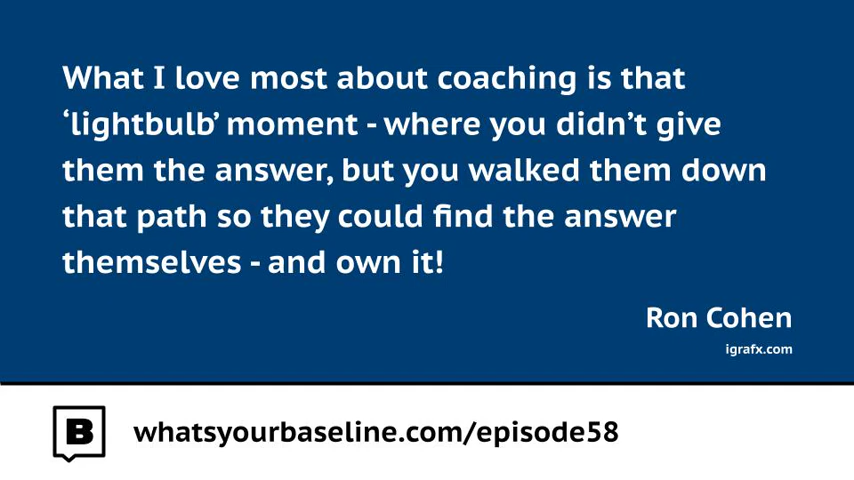 What I love most about coaching is that
‘lightbulb’ moment - where you didn’t give
them the answer, but you walked them down
that path so they could find the answer
themselves - and own it!
Ron Cohen
igrafx.com
B
whatsyourbaseline.com/episode58